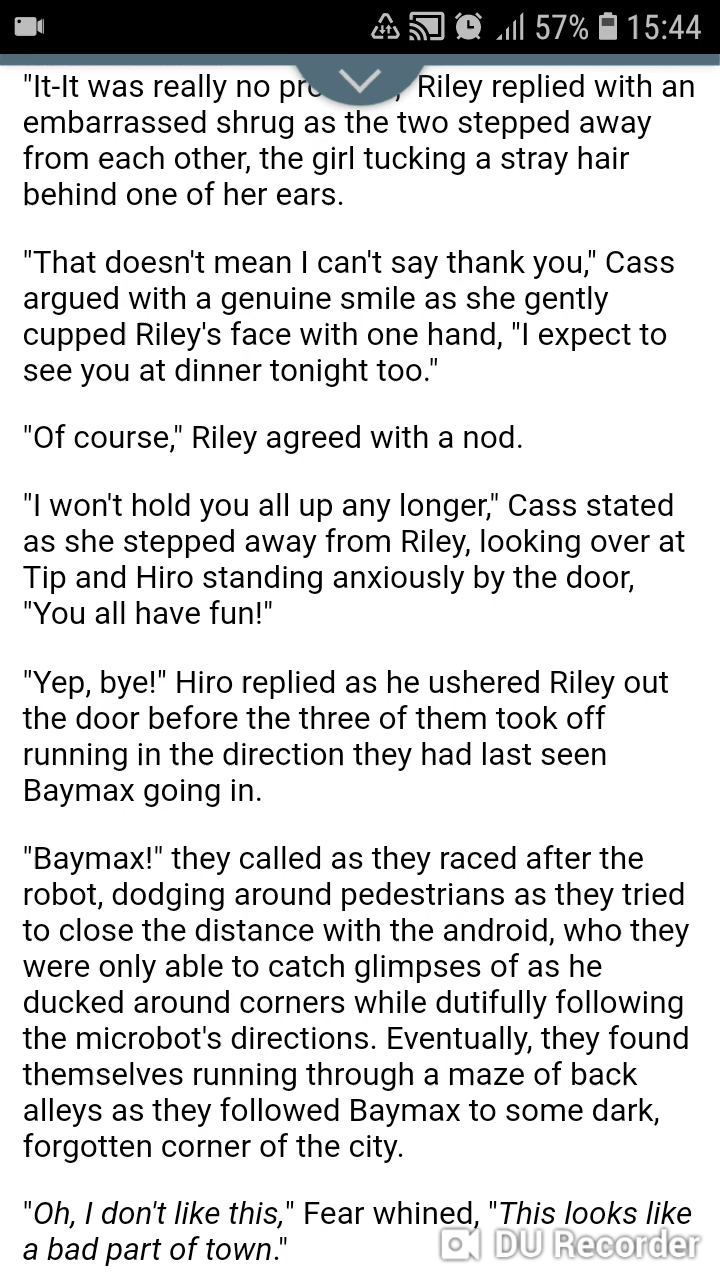 57% 15:44
"It-It was really no Riley replied with an
embarrassed shrug as the two stepped away
from each other, the girl tucking a stray hair
behind one of her ears.
"That doesn't mean I can't say thank you," Cass
argued with a genuine smile as she gently
cupped Riley's face with one hand, "I expect to
see you at dinner tonight too."
"Of course," Riley agreed with a nod.
"I won't hold you all up any longer," Cass stated
as she stepped away from Riley, looking over at
Tip and Hiro standing anxiously by the door,
"You all have fun!"
"Yep, bye!" Hiro replied as he ushered Riley out
the door before the three of them took off
running in the direction they had last seen
Baymax going in.
"Baymax!" they called as they raced after the
robot, dodging around pedestrians as they tried
to close the distance with the android, who they
were only able to catch glimpses of as he
ducked around corners while dutifully following
the microbot's directions. Eventually, they found
themselves running through a maze of back
alleys as they followed Baymax to some dark,
forgotten corner of the city.
"Oh, I don't like this," Fear whined, "This looks like
a bad part of town."
DU Recorder